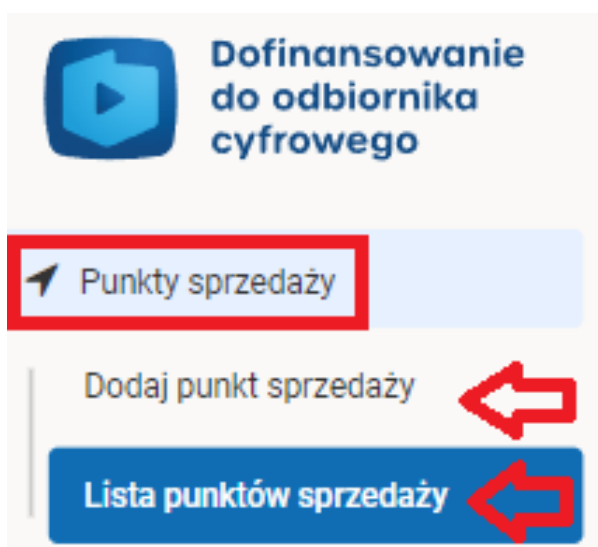 Dofinansowanie
do odbiornika
cyfrowego
Punkty sprzedaży
Dodaj punkt sprzedaży
Lista punktów sprzedaży